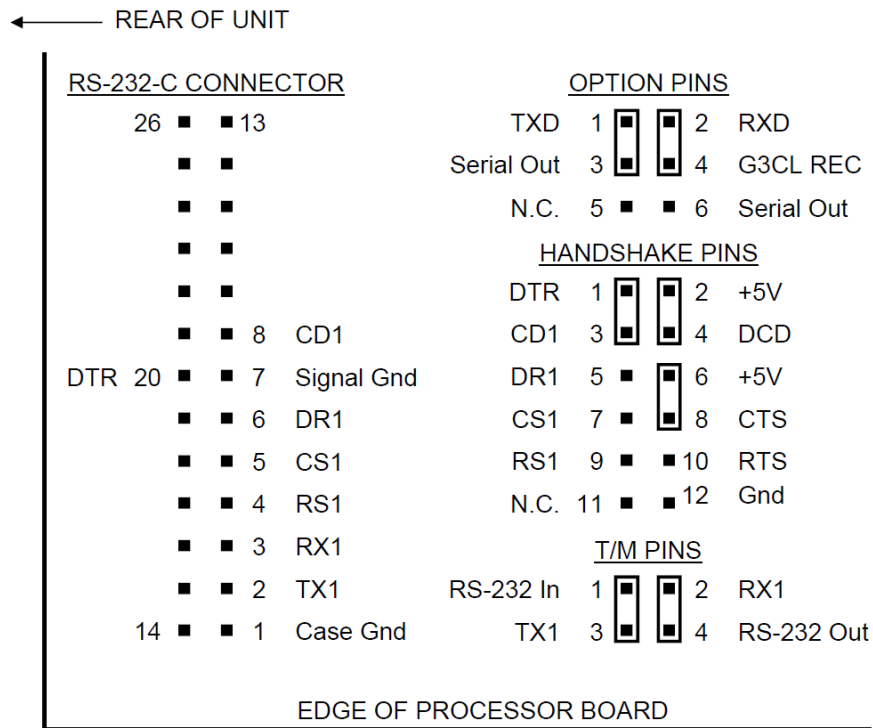 REAR OF UNIT
RS-232-C CONNECTOR
26 13
8 CD1
DTR 20 7 Signal Gnd
6 DR1
5 CS1
4 RS1
3 RX1
2 TX1
14 1 Case Gnd
OPTION PINS
TXD 1 2 RXD
Serial Out 3 4 G3CL REC
N.C. 5 6 Serial Out
HANDSHAKE PINS
DTR 1 2 +5V
CD1 3 4 DCD
DR1 5 6 +5V
CS1 7 8 CTS
RS1 9 10 RTS
N.C. 11 12 Gnd
T/M PINS
RS-232 In 1 2 RX1
TX1 3 4 RS-232 Out
EDGE OF PROCESSOR BOARD